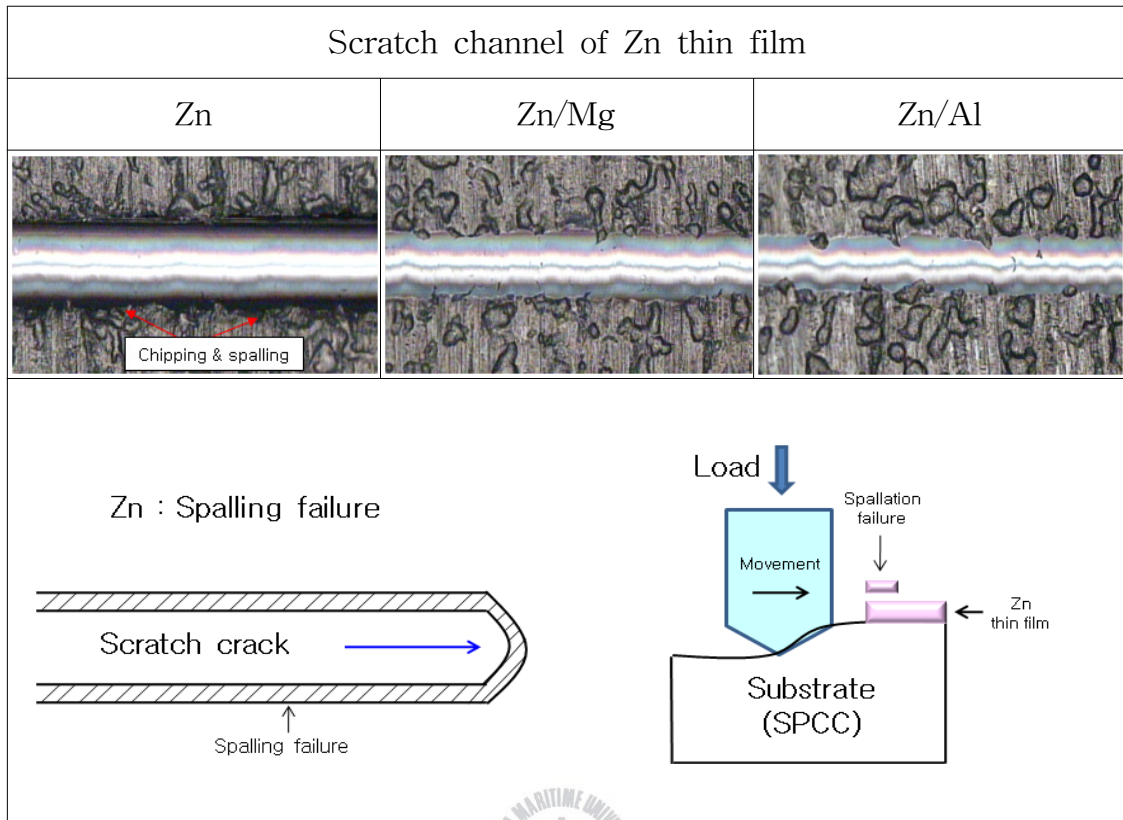 Scratch channel of Zn thin film
Zn
Zn/Mg
Zn/Al
Chipping & spalling
Zn : Spalling failure
Scratch crack
Spalling failure
Load
Movement
Spallation
failure
Zn
thin film
Substrate
(SPCC)
MARITIME